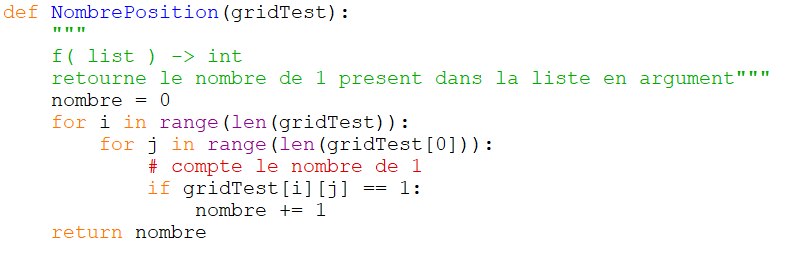 def NombrePosition(gridTest):
    """
    f( list ) -> int
    retourne le nombre de 1 present dans la liste en argument"""
    nombre = 0
    for i in range(len(gridTest)):
        for j in range(len(gridTest[0])):
            # compte le nombre de 1
            if gridTest[i][j] == 1:
                nombre += 1
    return nombre